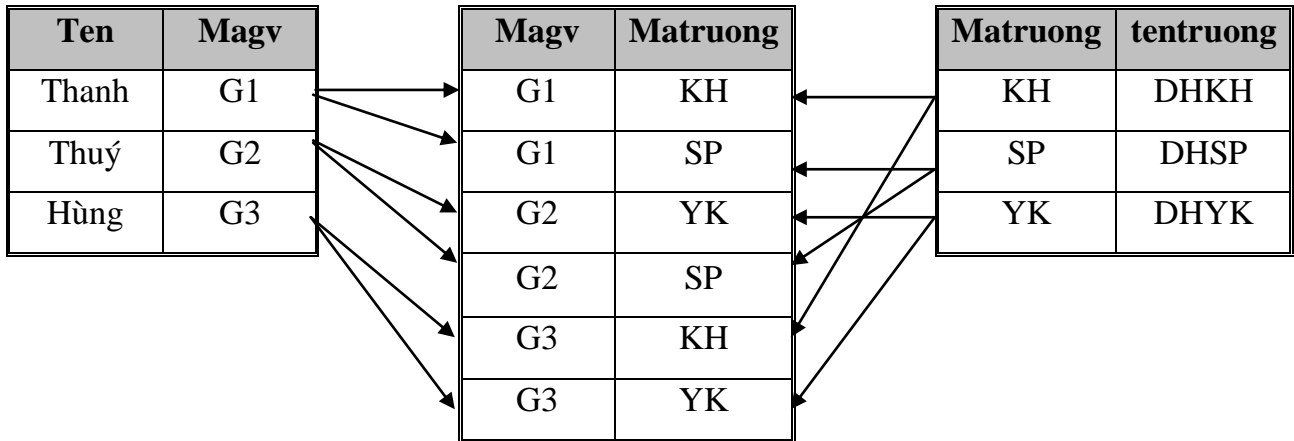 Ten Magv Magv Matruong Matruong tentruong
Thanh G1 G1 KH KH DHKH
Thuý G2 G1 SP SP DHSP
Hùng G3 G2 YK YK DHYK
G2 SP
G3 KH
G3 YK